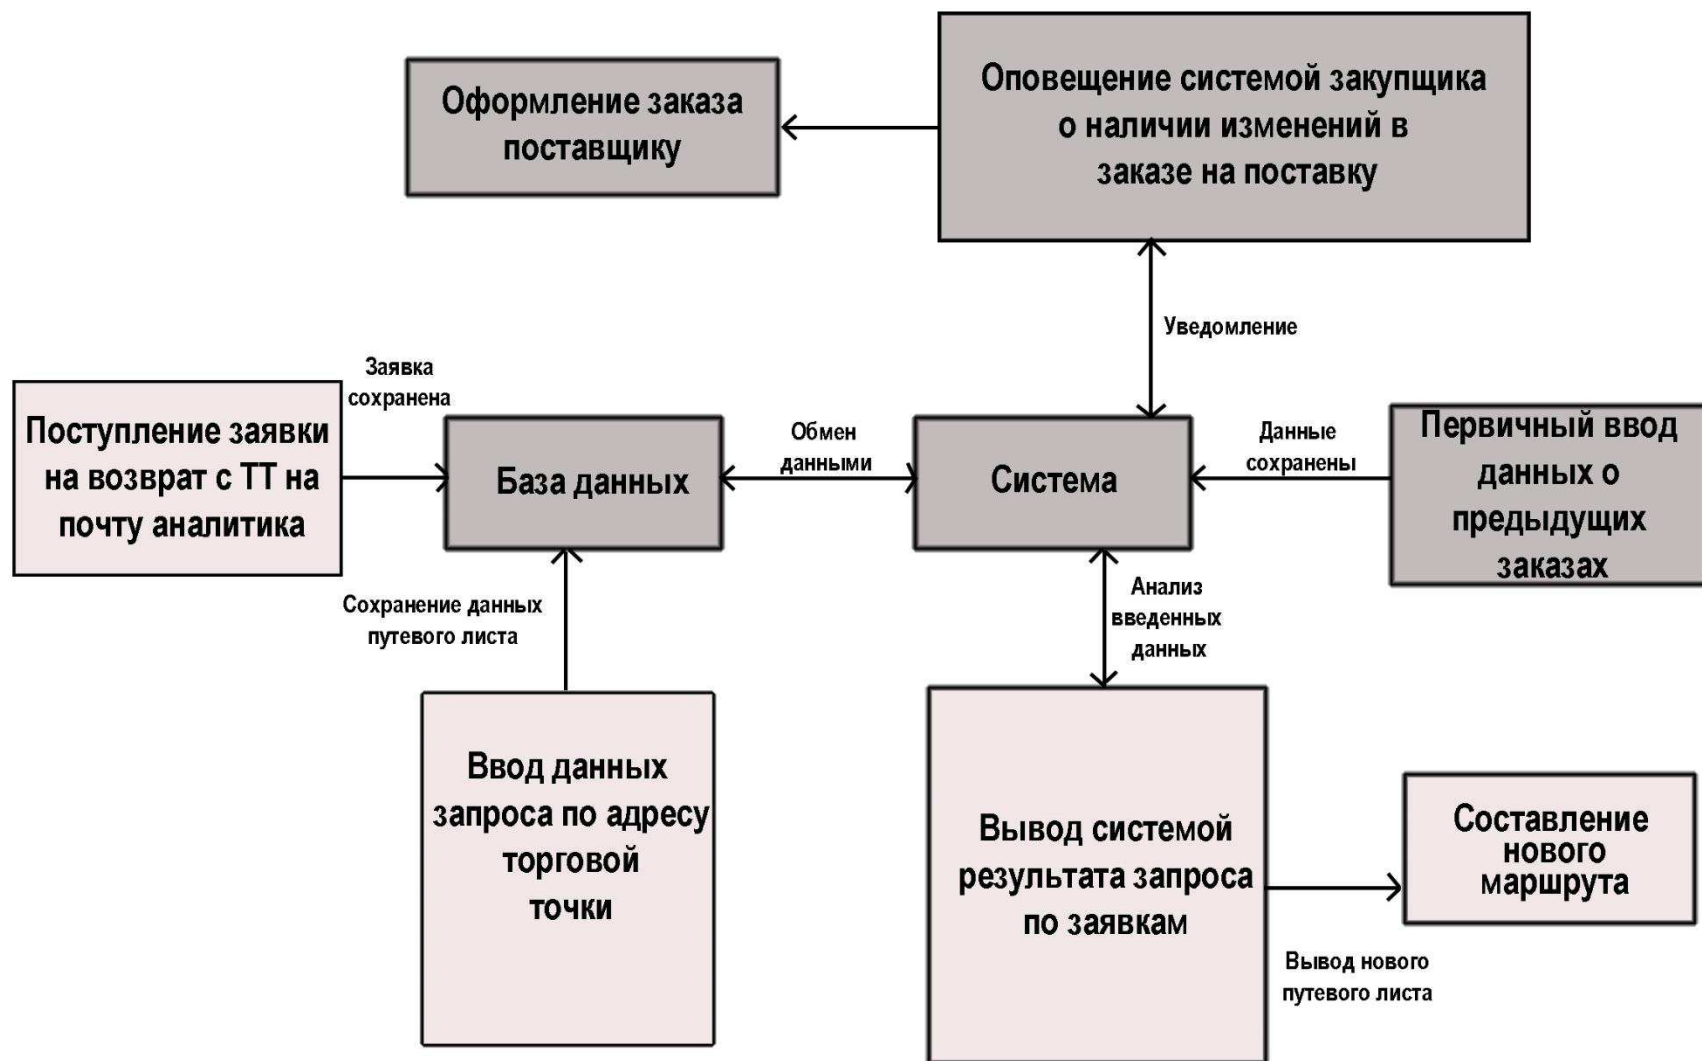 Оформление заказа
поставщику
Оповещение системой закупщика
о наличии изменений в
заказе на поставку
Уведомление
Заявка
сохранена
Поступление заявки
на возврат с ТТ на
почту аналитика
База данных
Обмен
данными
Система
Данные
сохранены
Первичный ввод
данных о
предыдущих
заказах
Сохранение данных
путевого листа
Анализ
введенных
данных
Ввод данных
запроса по адресу
торговой
точки
Вывод системой
результата запроса
по заявкам
Составление
нового
маршрута
Вывод нового
путевого листа